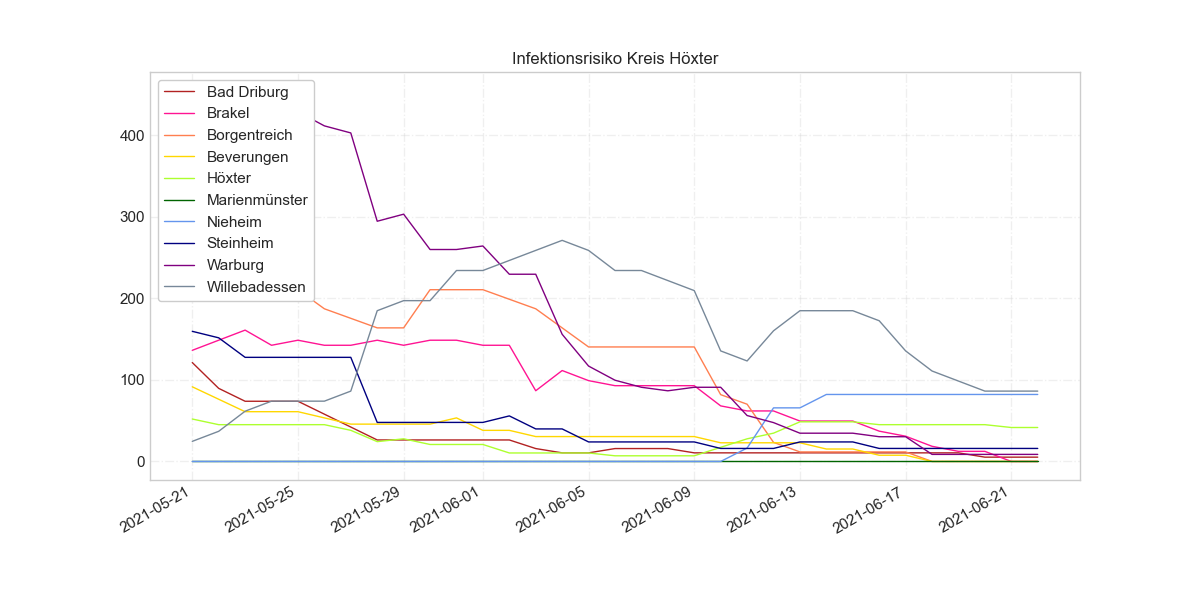 Infektionsrisiko Kreis Höxter
Bad Driburg
Brakel
Borgentreich
Beverungen
Höxter
Marienmünster
Nieheim
Steinheim
Warburg
Willebadessen
400
300
200
100
0
2021-05-21
2021-05-25
2021-05-29
2021-06-01
2021-06-05
2021-06-09
2021-06-13
2021-06-17
2021-06-21